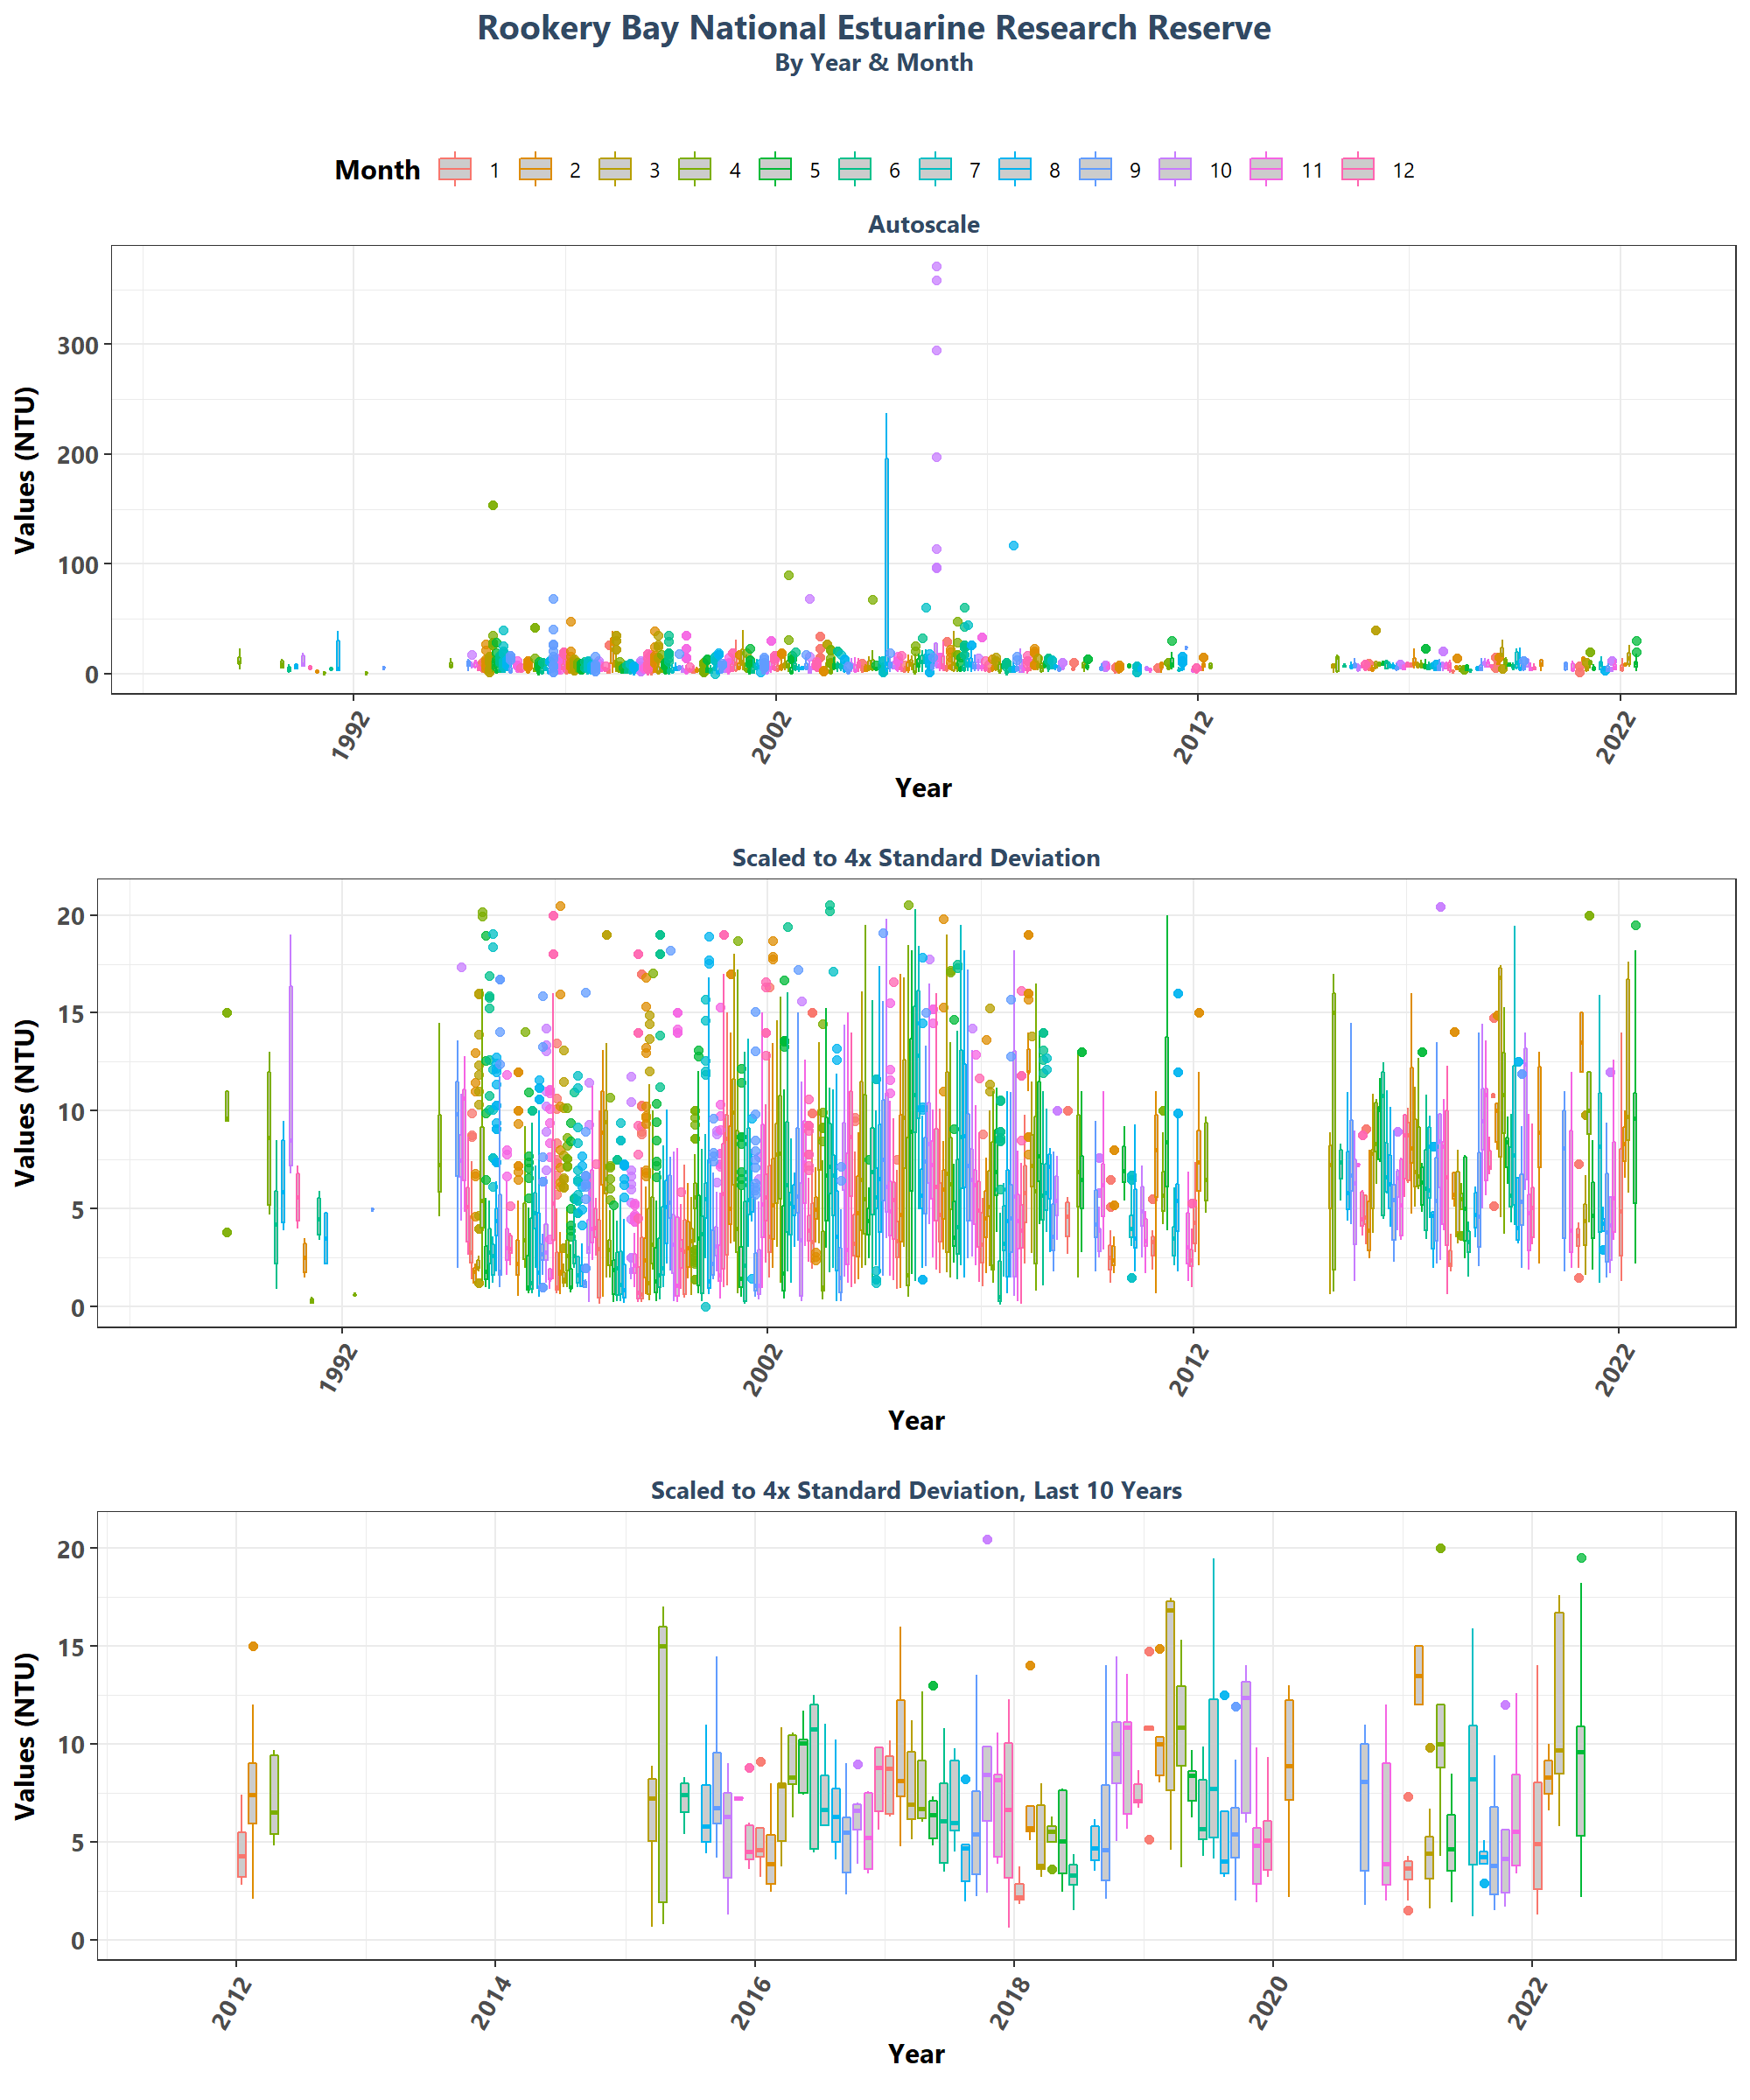 Rookery Bay National Estuarine Research Reserve
By Year & Month
Month 1 2 3 4 5 6 7 8 9 10 11 12
Autoscale
Values (NTU)
300
200
100
0
1992 2002 2012 2022
Year
Scaled to 4x Standard Deviation
Values (NTU)
20
15
10
5
0
1992 2002 2012 2022
Year
Scaled to 4x Standard Deviation, Last 10 Years
Values (NTU)
20
15
10
5
0
2012 2014 2016 2018 2020 2022
Year